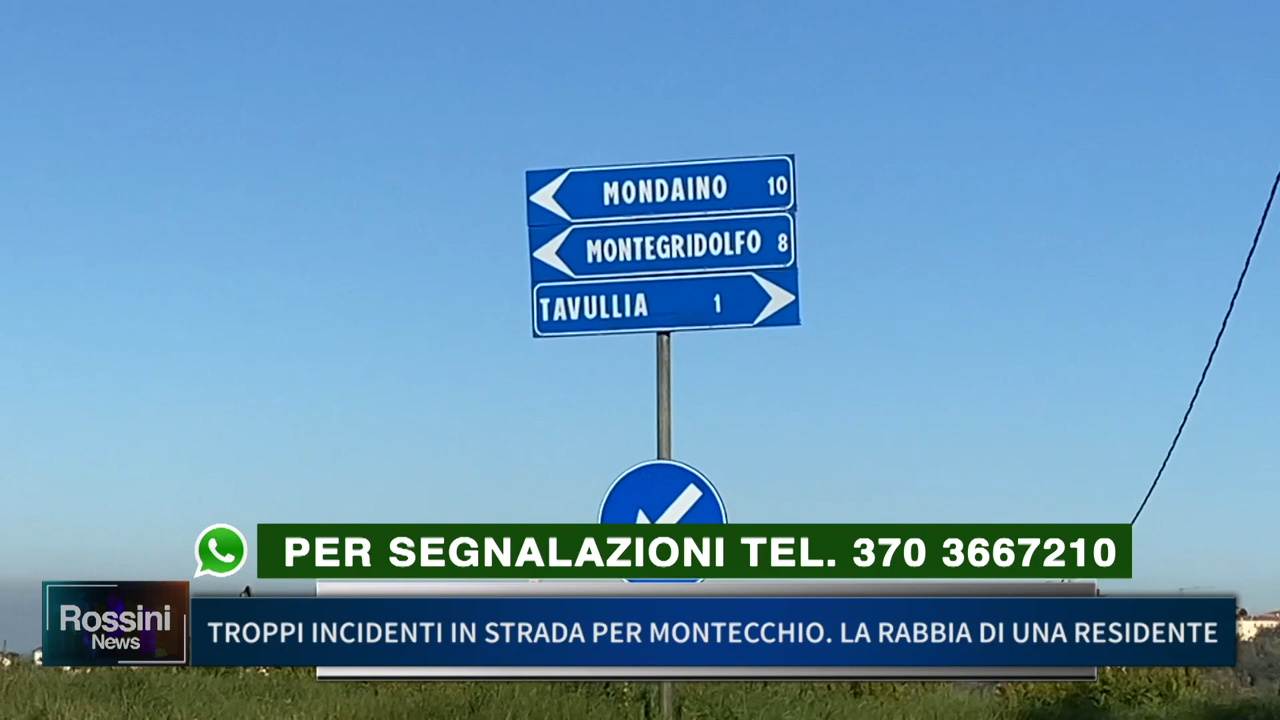 MONDAINO 10
MONTEGRIDOLFO 8
TAVULLIA 1
PER SEGNALAZIONI TEL. 370 3667210
Rossini
News
TROPPI INCIDENTI IN STRADA PER MONTECCHIO. LA RABBIA DI UNA RESIDENTE